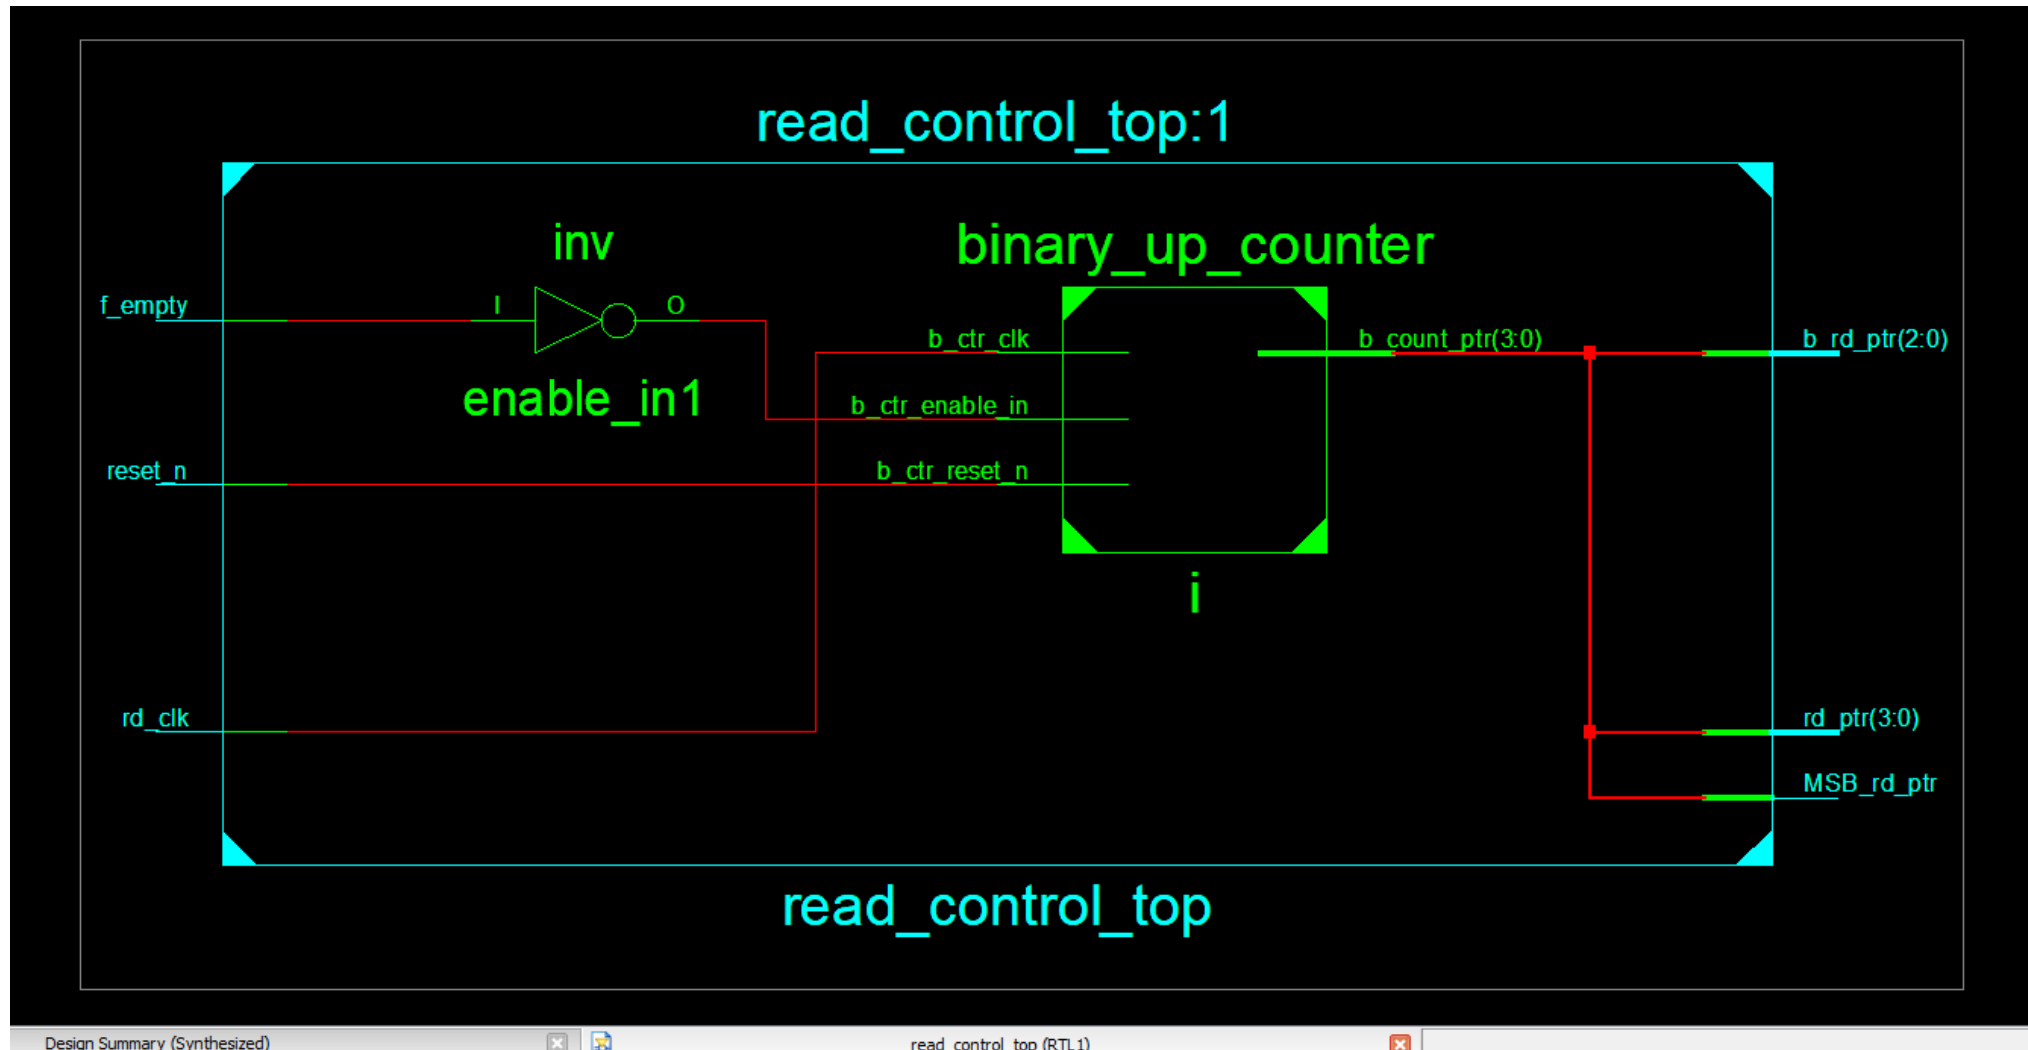 read_control_top:1
inv
binary_up_counter
f_empty
I
O
b_ctr_clk
b_count_ptr(3:0)
b_rd_ptr(2:0)
enable_in1
b_ctr_enable_in
reset_n
b_ctr_reset_n
i
rd_clk
rd_ptr(3:0)
MSB_rd_ptr
read_control_top
Design Summary (Synthesized)
read_control_top (RTL1)